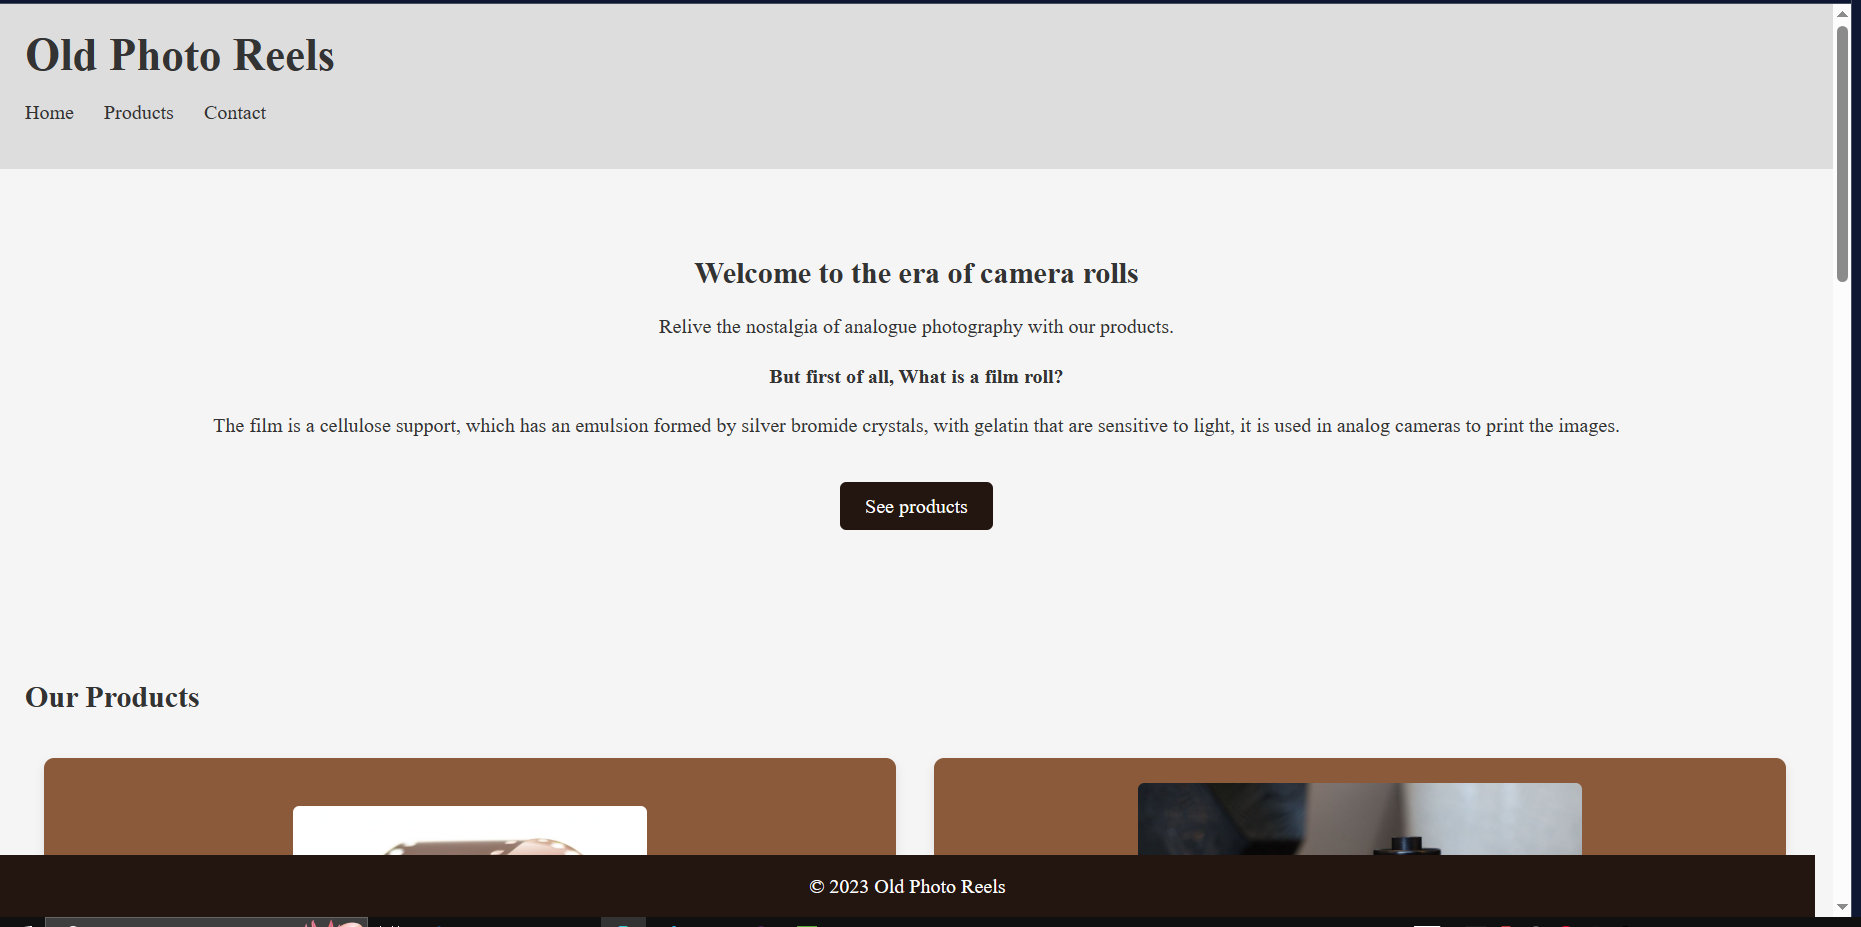 Old Photo Reels
Home Products Contact
Welcome to the era of camera rolls
Relive the nostalgia of analogue photography with our products.
But first of all, What is a film roll?
The film is a cellulose support, which has an emulsion formed by silver bromide crystals, with gelatin that are sensitive to light, it is used in analog cameras to print the images.
See products
Our Products
© 2023 Old Photo Reels